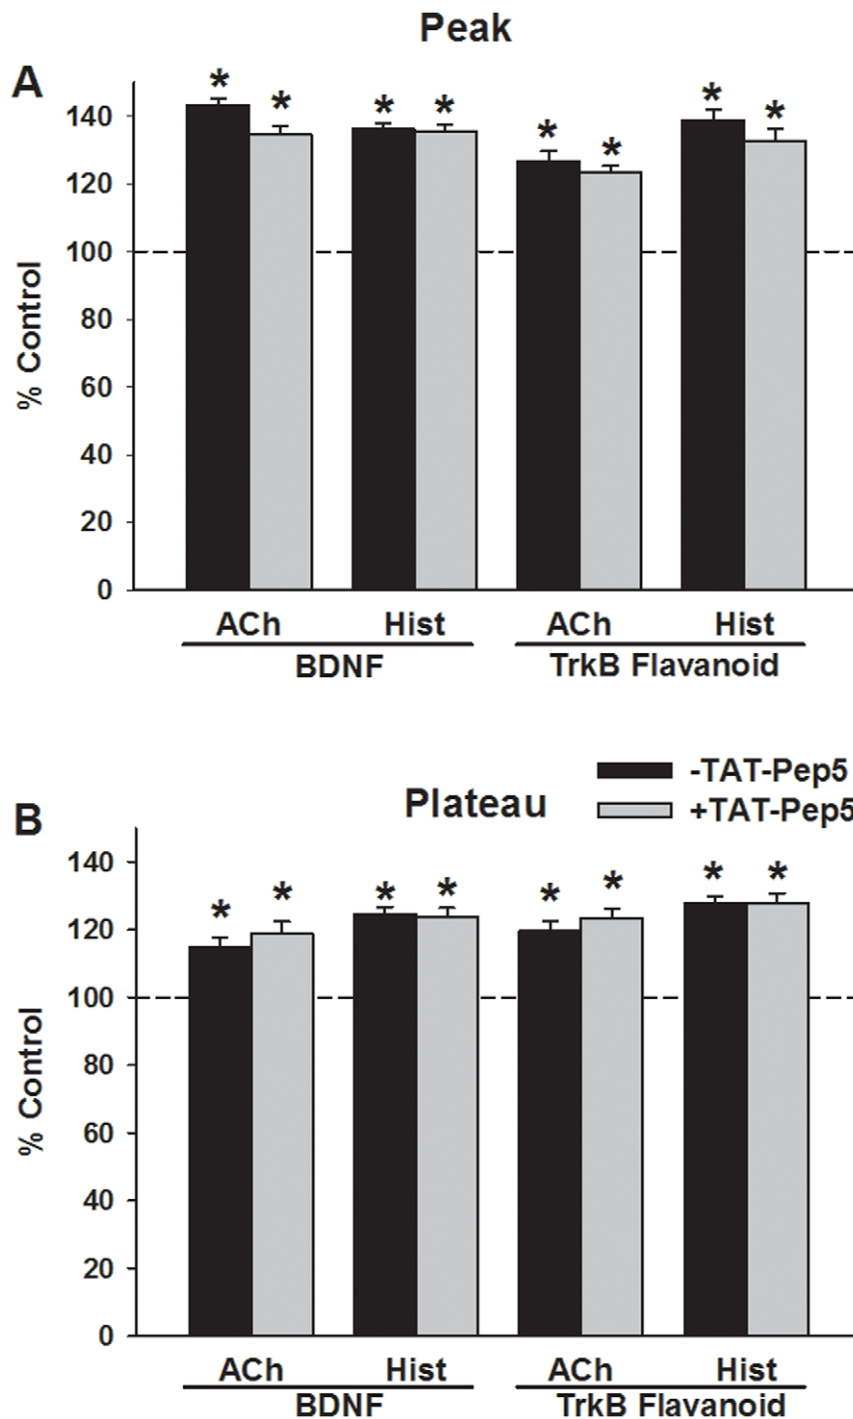 Peak
A
* * * * * * * *
140
120
100
80
60
40
20
0
% Control
ACh Hist ACh Hist
BDNF TrkB Flavanoid
-TAT-Pep5
+TAT-Pep5
B Plateau
* * * * * * * *
140
120
100
80
60
40
20
0
% Control
ACh Hist ACh Hist
BDNF TrkB Flavanoid